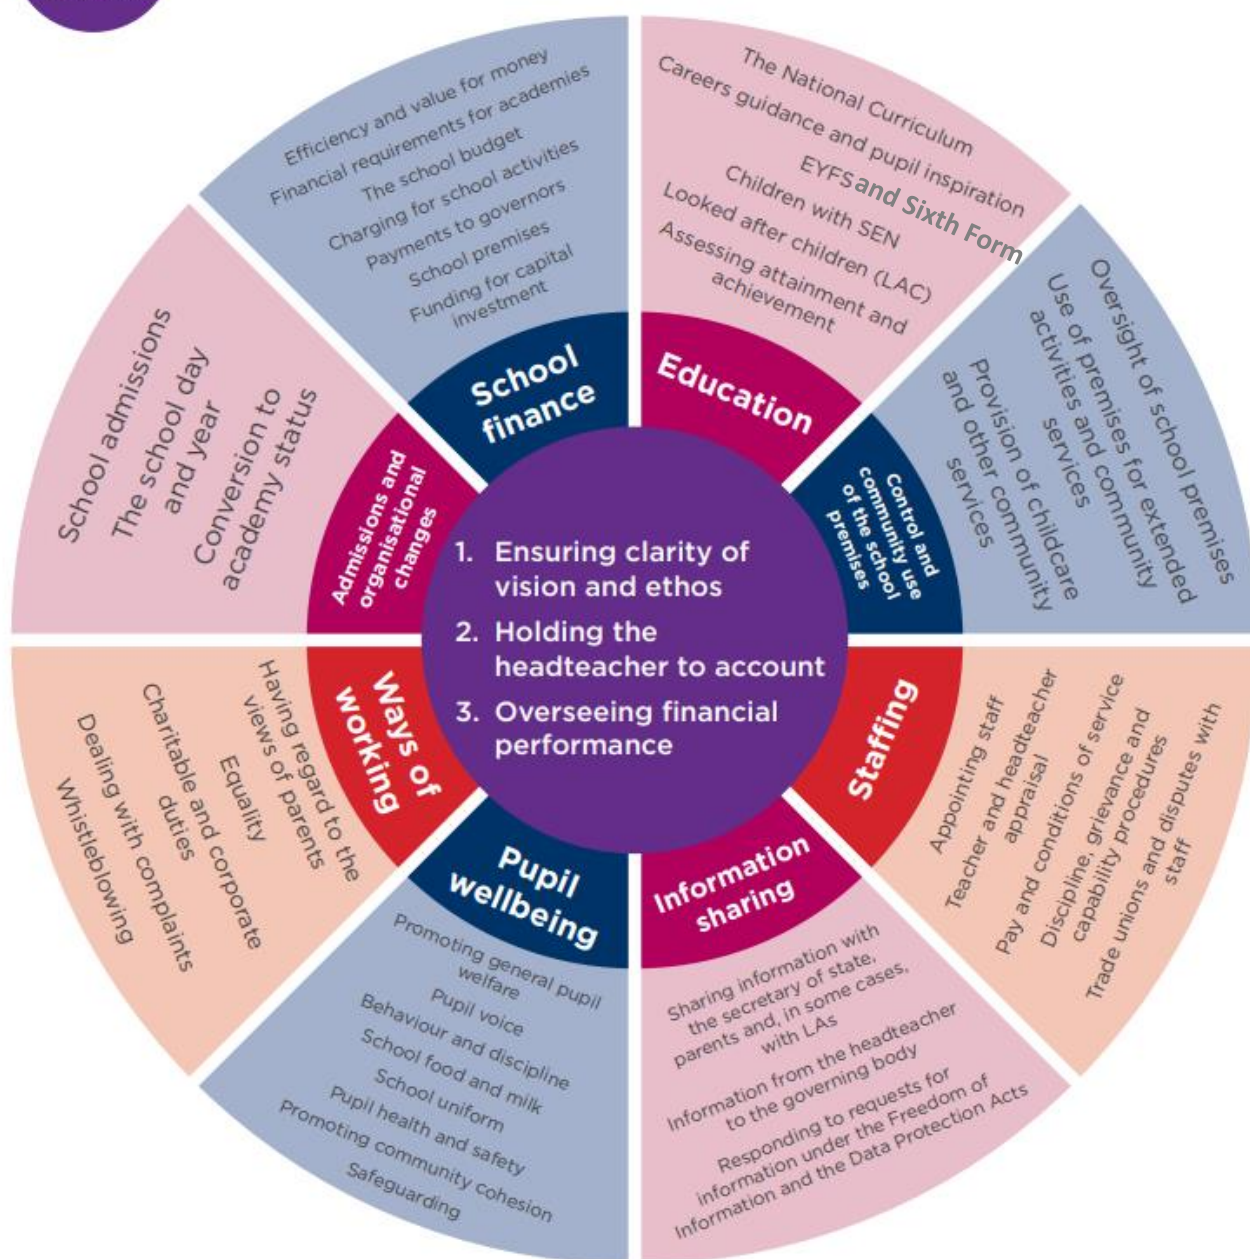 Efficiency and value for money
Financial requirements for academies
The school budget
Charging for school activities
Payments to governors
School premises
Funding for capital
investment
School
finance
The National Curriculum
Careers guidance and pupil inspiration
EYFS and Sixth Form
Children with SEN
Looked after children (LAC)
Assessing attainment and
achievement
Education
Oversight of school premises
Use of premises for extended
activities and community
services
Provision of childcare
and other community
services
Control and
community use
of the school
premises
Appointing staff
Teacher and headteacher
appraisal
Pay and conditions of service
Discipline, grievance and
capability procedures
Trade unions and disputes with
staff
Staffing
Information
sharing
Sharing information with
the secretary of state,
parents and, in some cases,
with LAs
Information from the headteacher
to the governing body
Responding to requests for
information under the Freedom of
Information and the Data Protection Acts
Pupil
wellbeing
Promoting general pupil
welfare
Pupil voice
Behaviour and discipline
School food and milk
School uniform
Pupil health and safety
Promoting community cohesion
Safeguarding
Ways of
working
Having regard to the
views of parents
Equality
Charitable and corporate
duties
Dealing with complaints
Whistleblowing
School admissions
The school day
and year
Conversion to
academy status
Admissions and
organisational
changes
1. Ensuring clarity of
vision and ethos
2. Holding the
headteacher to account
3. Overseeing financial
performance